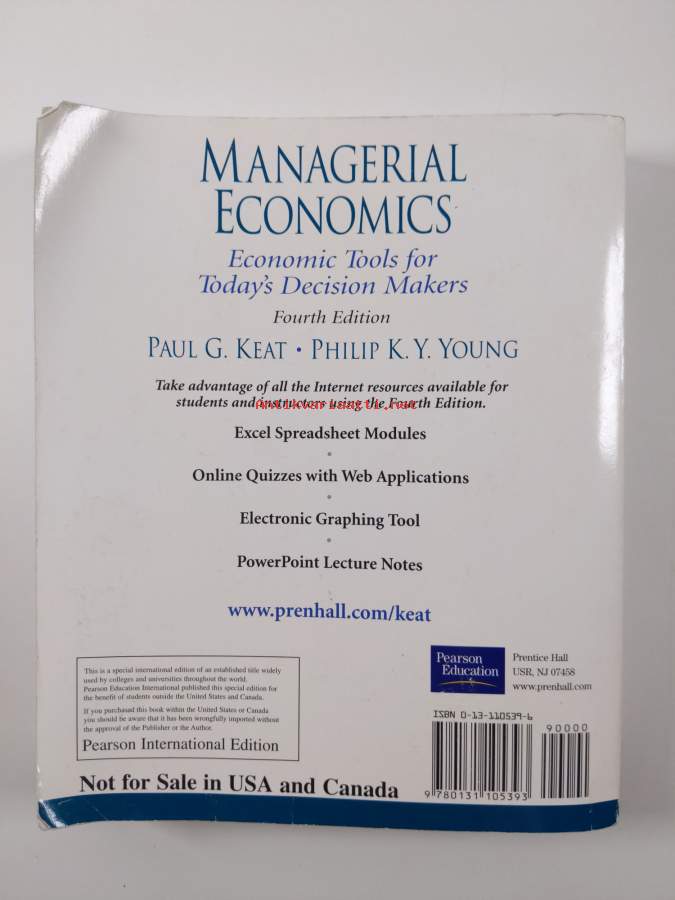 MANAGERIAL
ECONOMICS
Economic Tools for
Today's Decision Makers
Fourth Edition
PAUL G. KEAT • PHILIP K. Y. YOUNG
Take advantage of all the Internet resources available for
students and instructors using the Fourth Edition.
Antikvariaatti.net
Excel Spreadsheet Modules
•
Online Quizzes with Web Applications
•
Electronic Graphing Tool
•
PowerPoint Lecture Notes
www.prenhall.com/keat
This is a special international edition of an established title widely
used by colleges and universities throughout the world.
Pearson Education International published this special edition for
the benefit of students outside the United States and Canada.
If you purchased this book within the United States or Canada
you should be aware that it has been wrongfully imported without
the approval of the Publisher or the Author.
Pearson International Edition
Not for Sale in USA and Canada
Pearson
Education
Prentice Hall
USR, NJ 07458
www.prenhall.com
ISBN 0-13-110539-6
90000
9 780131 105393